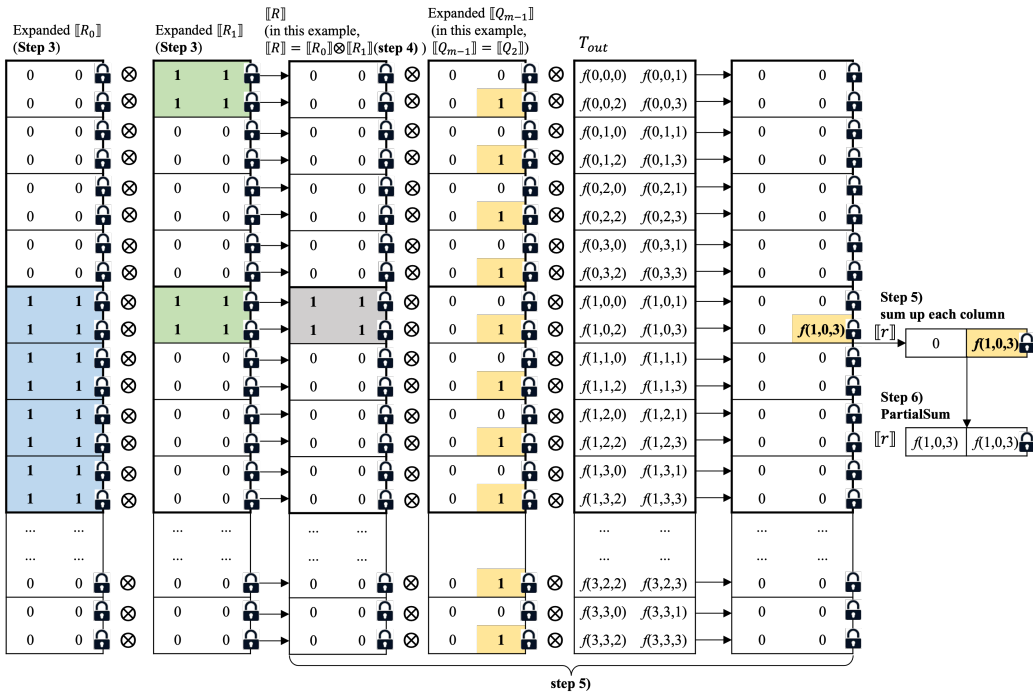 Expanded ⟦R₀⟧
(Step 3)
Expanded ⟦R₁⟧
(Step 3)
⟦R⟧
(in this example,
⟦R⟧ = ⟦R₀⟧⊗⟦R₁⟧(step 4) )
Expanded ⟦Qₘ₋₁⟧
(in this example,
⟦Qₘ₋₁⟧ = ⟦Q₂⟧)
T_out
0 0 ⊗ 1 1 0 0 ⊗ 0 0 ⊗ f(0,0,0) f(0,0,1) 0 0
0 0 ⊗ 1 1 0 0 ⊗ 0 1 ⊗ f(0,0,2) f(0,0,3) 0 0
0 0 ⊗ 0 0 0 0 ⊗ 0 0 ⊗ f(0,1,0) f(0,1,1) 0 0
0 0 ⊗ 0 0 0 0 ⊗ 0 1 ⊗ f(0,1,2) f(0,1,3) 0 0
0 0 ⊗ 0 0 0 0 ⊗ 0 0 ⊗ f(0,2,0) f(0,2,1) 0 0
0 0 ⊗ 0 0 0 0 ⊗ 0 1 ⊗ f(0,2,2) f(0,2,3) 0 0
0 0 ⊗ 0 0 0 0 ⊗ 0 0 ⊗ f(0,3,0) f(0,3,1) 0 0
0 0 ⊗ 0 0 0 0 ⊗ 0 1 ⊗ f(0,3,2) f(0,3,3) 0 0
1 1 ⊗ 1 1 1 1 ⊗ 0 0 ⊗ f(1,0,0) f(1,0,1) 0 0
1 1 ⊗ 1 1 1 1 ⊗ 0 1 ⊗ f(1,0,2) f(1,0,3) 0 f(1,0,3)
1 1 ⊗ 0 0 0 0 ⊗ 0 0 ⊗ f(1,1,0) f(1,1,1) 0 0
1 1 ⊗ 0 0 0 0 ⊗ 0 1 ⊗ f(1,1,2) f(1,1,3) 0 0
1 1 ⊗ 0 0 0 0 ⊗ 0 0 ⊗ f(1,2,0) f(1,2,1) 0 0
1 1 ⊗ 0 0 0 0 ⊗ 0 1 ⊗ f(1,2,2) f(1,2,3) 0 0
1 1 ⊗ 0 0 0 0 ⊗ 0 0 ⊗ f(1,3,0) f(1,3,1) 0 0
1 1 ⊗ 0 0 0 0 ⊗ 0 1 ⊗ f(1,3,2) f(1,3,3) 0 0
... ... ... ... ... ... ... ... ... ... ... ...
... ... ... ... ... ... ... ... ... ...
0 0 ⊗ 0 0 0 0 ⊗ 0 1 ⊗ f(3,2,2) f(3,2,3) 0 0
0 0 ⊗ 0 0 0 0 ⊗ 0 0 ⊗ f(3,3,0) f(3,3,1) 0 0
0 0 ⊗ 0 0 0 0 ⊗ 0 1 ⊗ f(3,3,2) f(3,3,3) 0 0
step 5)
Step 5)
sum up each column
⟦r⟧ 0 f(1,0,3)
Step 6)
PartialSum
⟦r⟧ f(1,0,3) f(1,0,3)